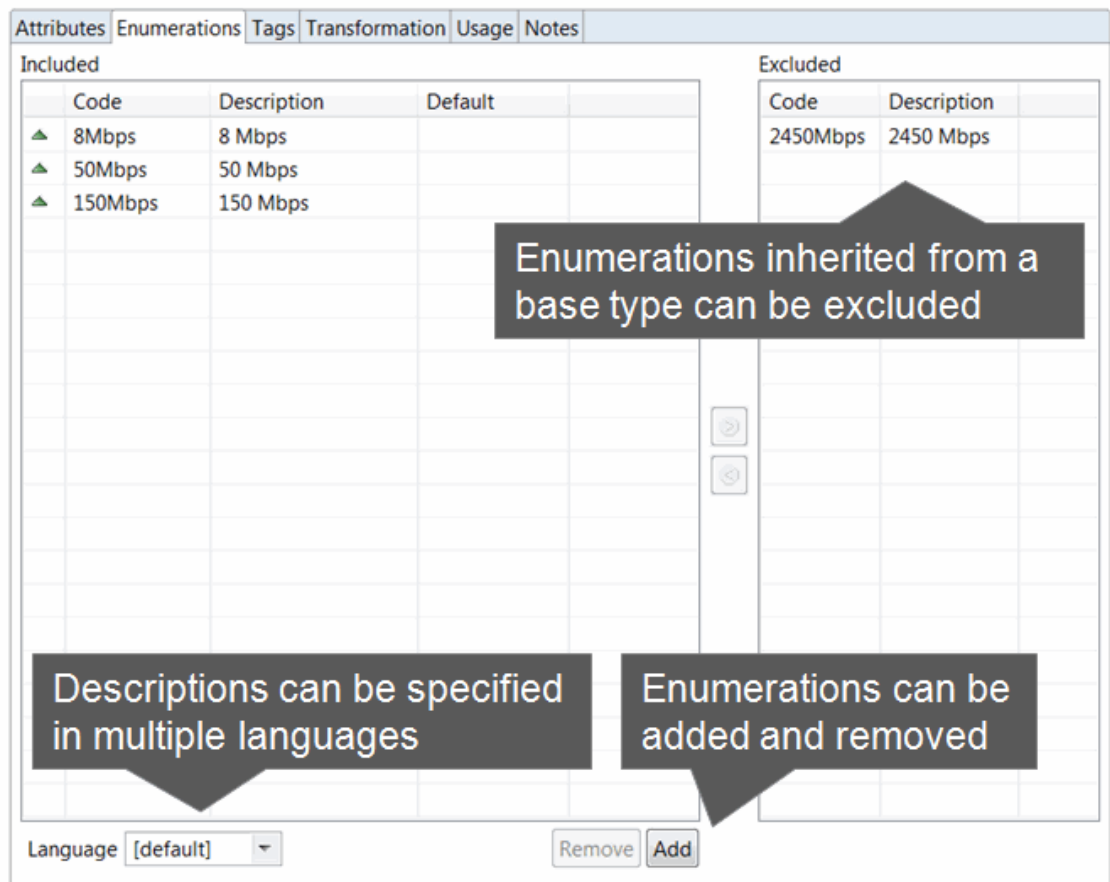 Attributes Enumerations Tags Transformation Usage Notes
Included
Excluded
Code Description Default
Code Description
8Mbps 8 Mbps
2450Mbps 2450 Mbps
50Mbps 50 Mbps
150Mbps 150 Mbps
Enumerations inherited from a
base type can be excluded
Descriptions can be specified
in multiple languages
Enumerations can be
added and removed
Language [default]
Remove Add